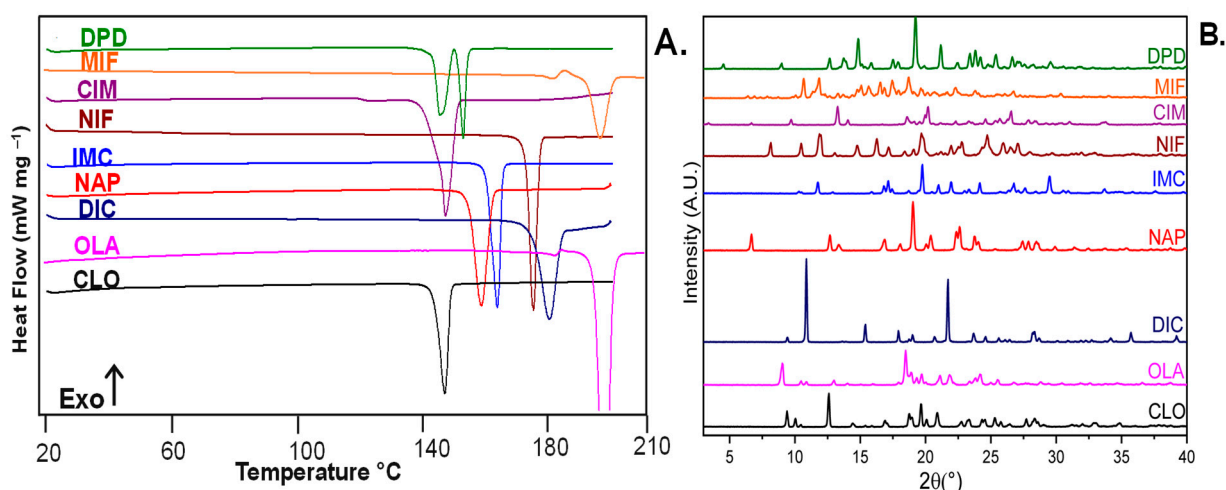 A.
DPD
MIF
CIM
NIF
IMC
NAP
DIC
OLA
CLO
Heat Flow (mW mg⁻¹)
Exo
20 60 100 140 180 210
Temperature °C
B.
DPD
MIF
CIM
NIF
IMC
NAP
DIC
OLA
CLO
Intensity (A.U.)
5 10 15 20 25 30 35 40
2θ(°)